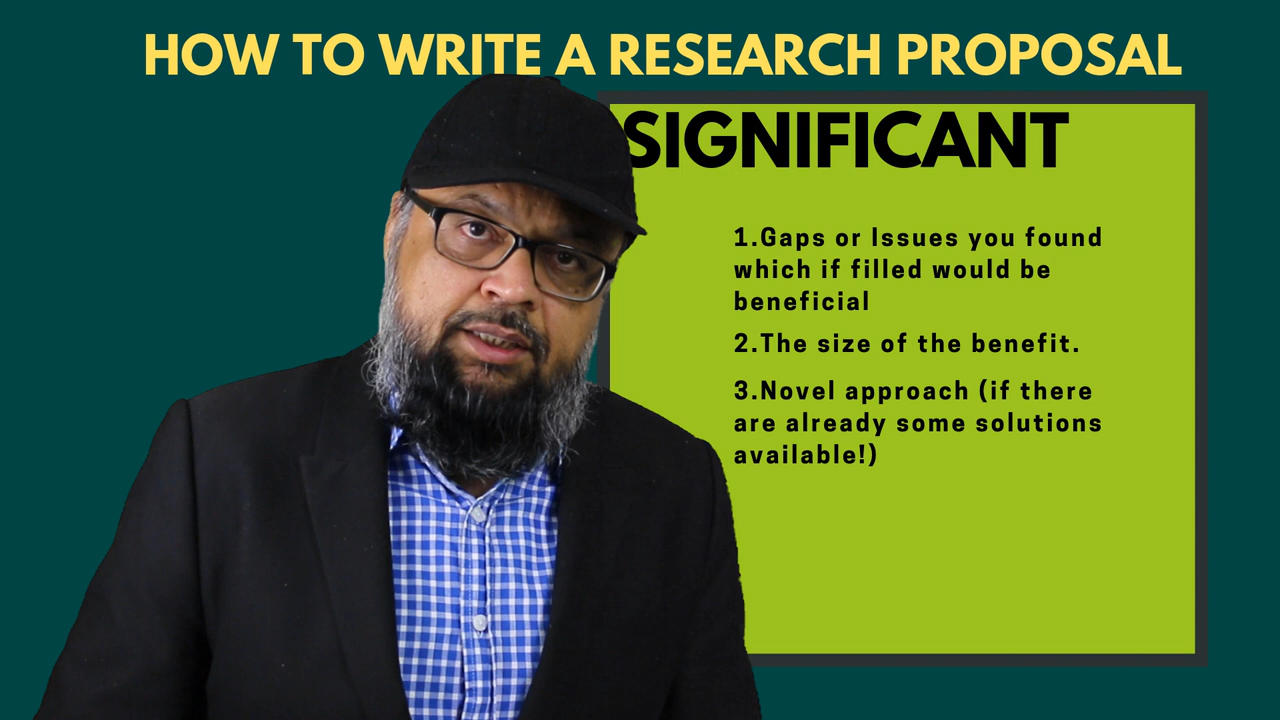 HOW TO WRITE A RESEARCH PROPOSAL
SIGNIFICANT
1.Gaps or Issues you found
which if filled would be
beneficial
2.The size of the benefit.
3.Novel approach (if there
are already some solutions
available!)